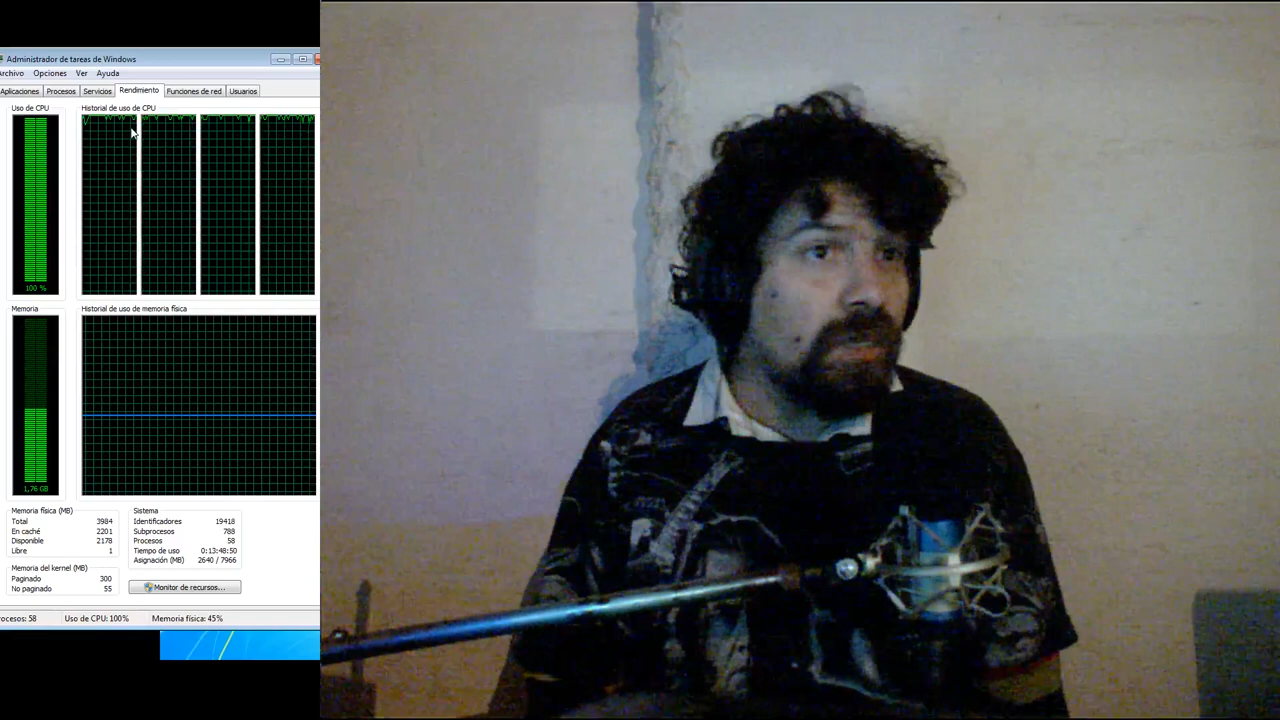 Administrador de tareas de Windows
Archivo Opciones Ver Ayuda
Aplicaciones Procesos Servicios Rendimiento Funciones de red Usuarios
Uso de CPU Historial de uso de CPU
100 %
Memoria Historial de uso de memoria física
1,76 GB
Memoria física (MB)
Total 3984
En caché 2201
Disponible 2178
Libre 1
Memoria del kernel (MB)
Paginado 300
No paginado 55
Sistema
Identificadores 19418
Subprocesos 788
Procesos 58
Tiempo de uso 0:13:48:50
Asignación (MB) 2640 / 7966
Monitor de recursos...
rocesos: 58 Uso de CPU: 100% Memoria física: 45%